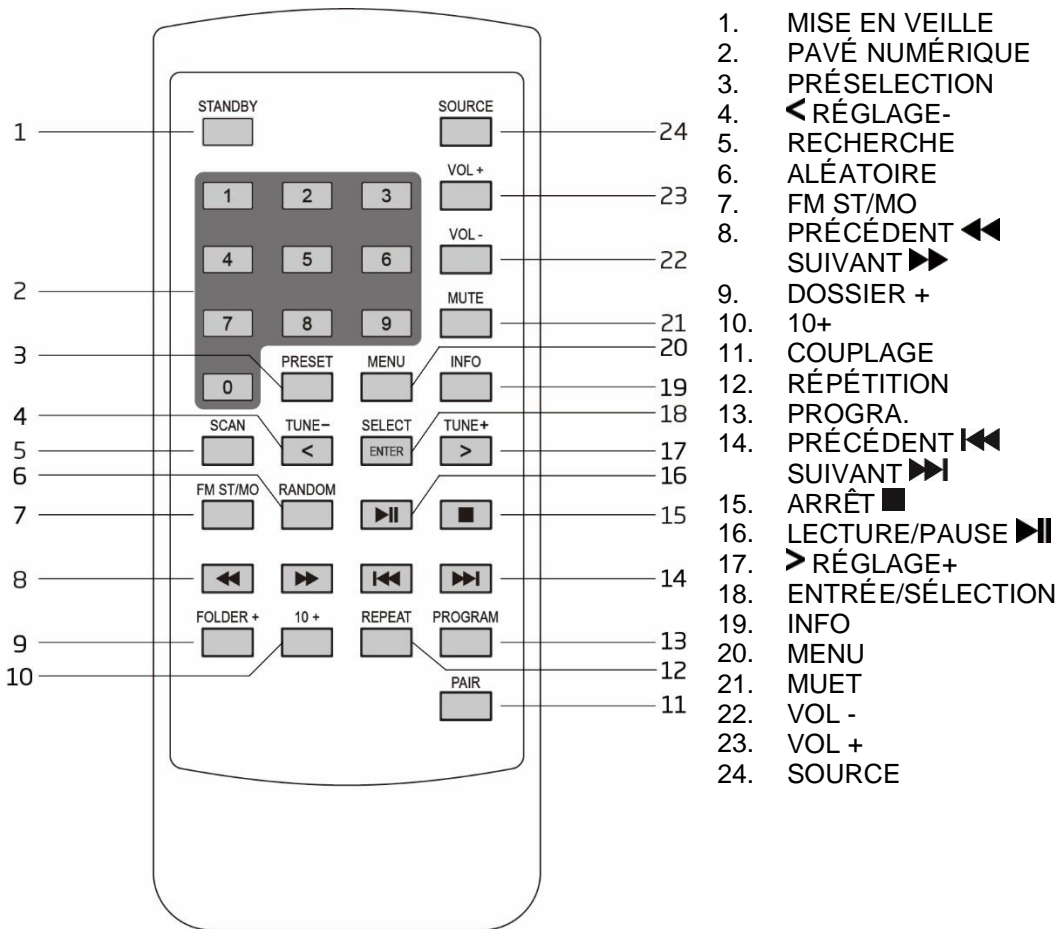 STANDBY SOURCE
1 24
VOL +
1 2 3 23
VOL -
4 5 6 22
2
MUTE
7 8 9 21
3 PRESET MENU INFO 20
0 19
4 18
SCAN TUNE− SELECT TUNE+
5 < ENTER > 17
6 16
FM ST/MO RANDOM
7 ▶II ■ 15
8 ◀◀ ▶▶ I◀◀ ▶▶I 14
FOLDER + 10 + REPEAT PROGRAM
9 13
10 12
PAIR
11
1. MISE EN VEILLE
2. PAVÉ NUMÉRIQUE
3. PRÉSELECTION
4. < RÉGLAGE-
5. RECHERCHE
6. ALÉATOIRE
7. FM ST/MO
8. PRÉCÉDENT ◀◀
SUIVANT ▶▶
9. DOSSIER +
10. 10+
11. COUPLAGE
12. RÉPÉTITION
13. PROGRA.
14. PRÉCÉDENT I◀◀
SUIVANT ▶▶I
15. ARRÊT ■
16. LECTURE/PAUSE ▶II
17. > RÉGLAGE+
18. ENTRÉE/SÉLECTION
19. INFO
20. MENU
21. MUET
22. VOL -
23. VOL +
24. SOURCE